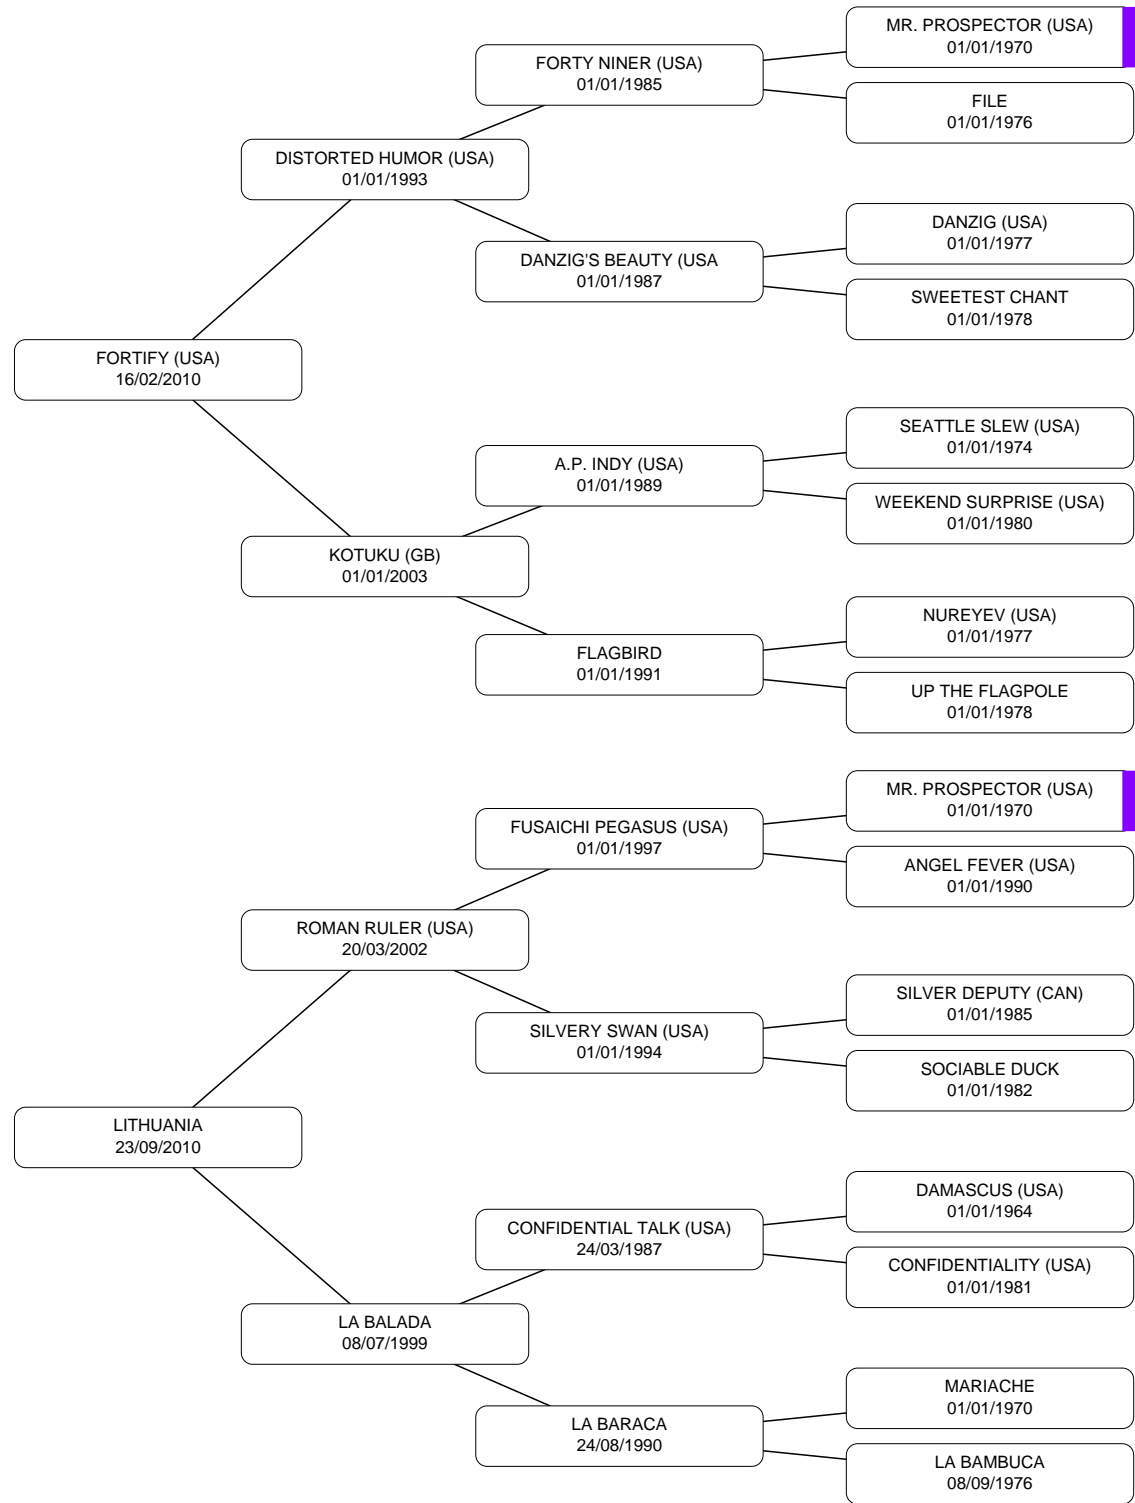 MR. PROSPECTOR (USA)
01/01/1970
FORTY NINER (USA)
01/01/1985
FILE
01/01/1976
DISTORTED HUMOR (USA)
01/01/1993
DANZIG (USA)
01/01/1977
DANZIG'S BEAUTY (USA
01/01/1987
SWEETEST CHANT
01/01/1978
FORTIFY (USA)
16/02/2010
SEATTLE SLEW (USA)
01/01/1974
A.P. INDY (USA)
01/01/1989
WEEKEND SURPRISE (USA)
01/01/1980
KOTUKU (GB)
01/01/2003
NUREYEV (USA)
01/01/1977
FLAGBIRD
01/01/1991
UP THE FLAGPOLE
01/01/1978
MR. PROSPECTOR (USA)
01/01/1970
FUSAICHI PEGASUS (USA)
01/01/1997
ANGEL FEVER (USA)
01/01/1990
ROMAN RULER (USA)
20/03/2002
SILVER DEPUTY (CAN)
01/01/1985
SILVERY SWAN (USA)
01/01/1994
SOCIABLE DUCK
01/01/1982
LITHUANIA
23/09/2010
DAMASCUS (USA)
01/01/1964
CONFIDENTIAL TALK (USA)
24/03/1987
CONFIDENTIALITY (USA)
01/01/1981
LA BALADA
08/07/1999
MARIACHE
01/01/1970
LA BARACA
24/08/1990
LA BAMBUCA
08/09/1976